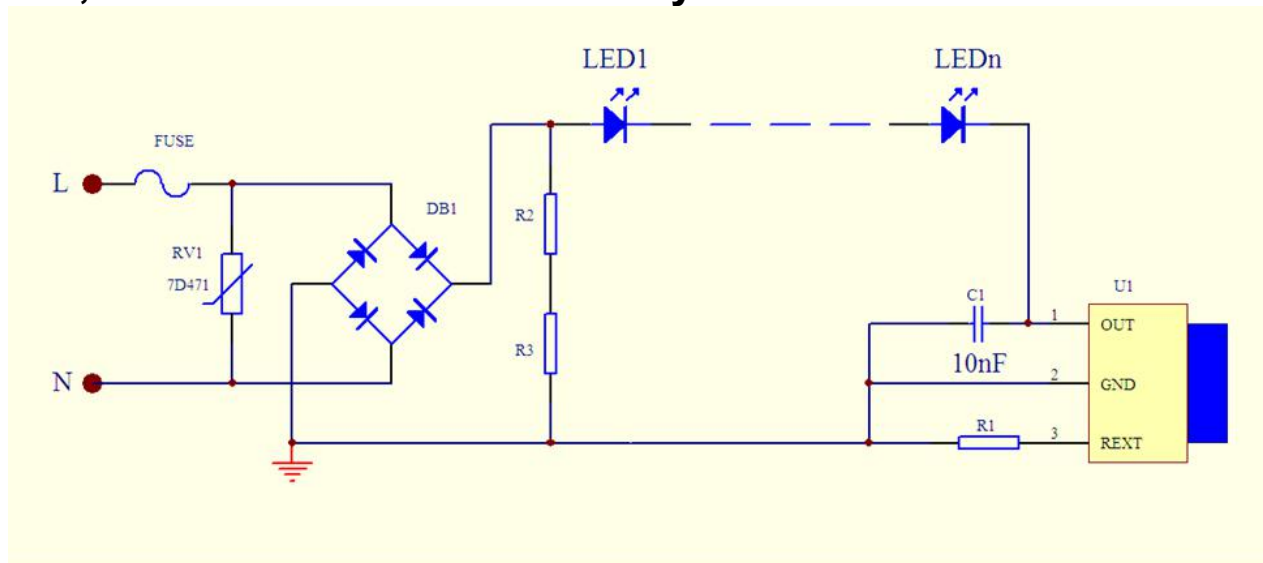 LED1
LEDn
FUSE
L
DB1
R2
RV1
7D471
U1
C1
1
OUT
R3
10nF
N
2
GND
R1
3
REXT